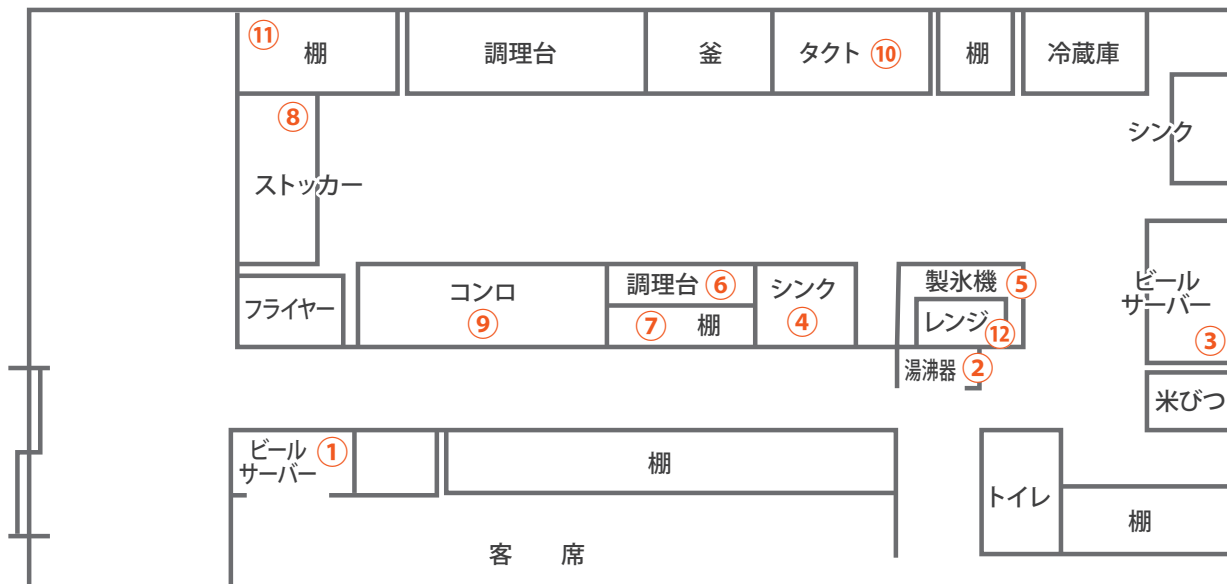 ⑪ 棚
調理台
釜
タクト ⑩
棚
冷蔵庫
⑧
シンク
ストッカー
フライヤー
コンロ
⑨
調理台 ⑥
⑦ 棚
シンク
④
製氷機 ⑤
レンジ ⑫
湯沸器 ②
ビール
サーバー
③
米びつ
ビール
サーバー
①
棚
トイレ
棚
客 席